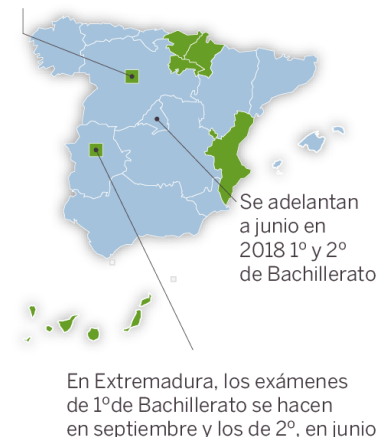 Se adelantan
a junio en
2018 1º y 2º
de Bachillerato
En Extremadura, los exámenes
de 1ºde Bachillerato se hacen
en septiembre y los de 2º, en junio